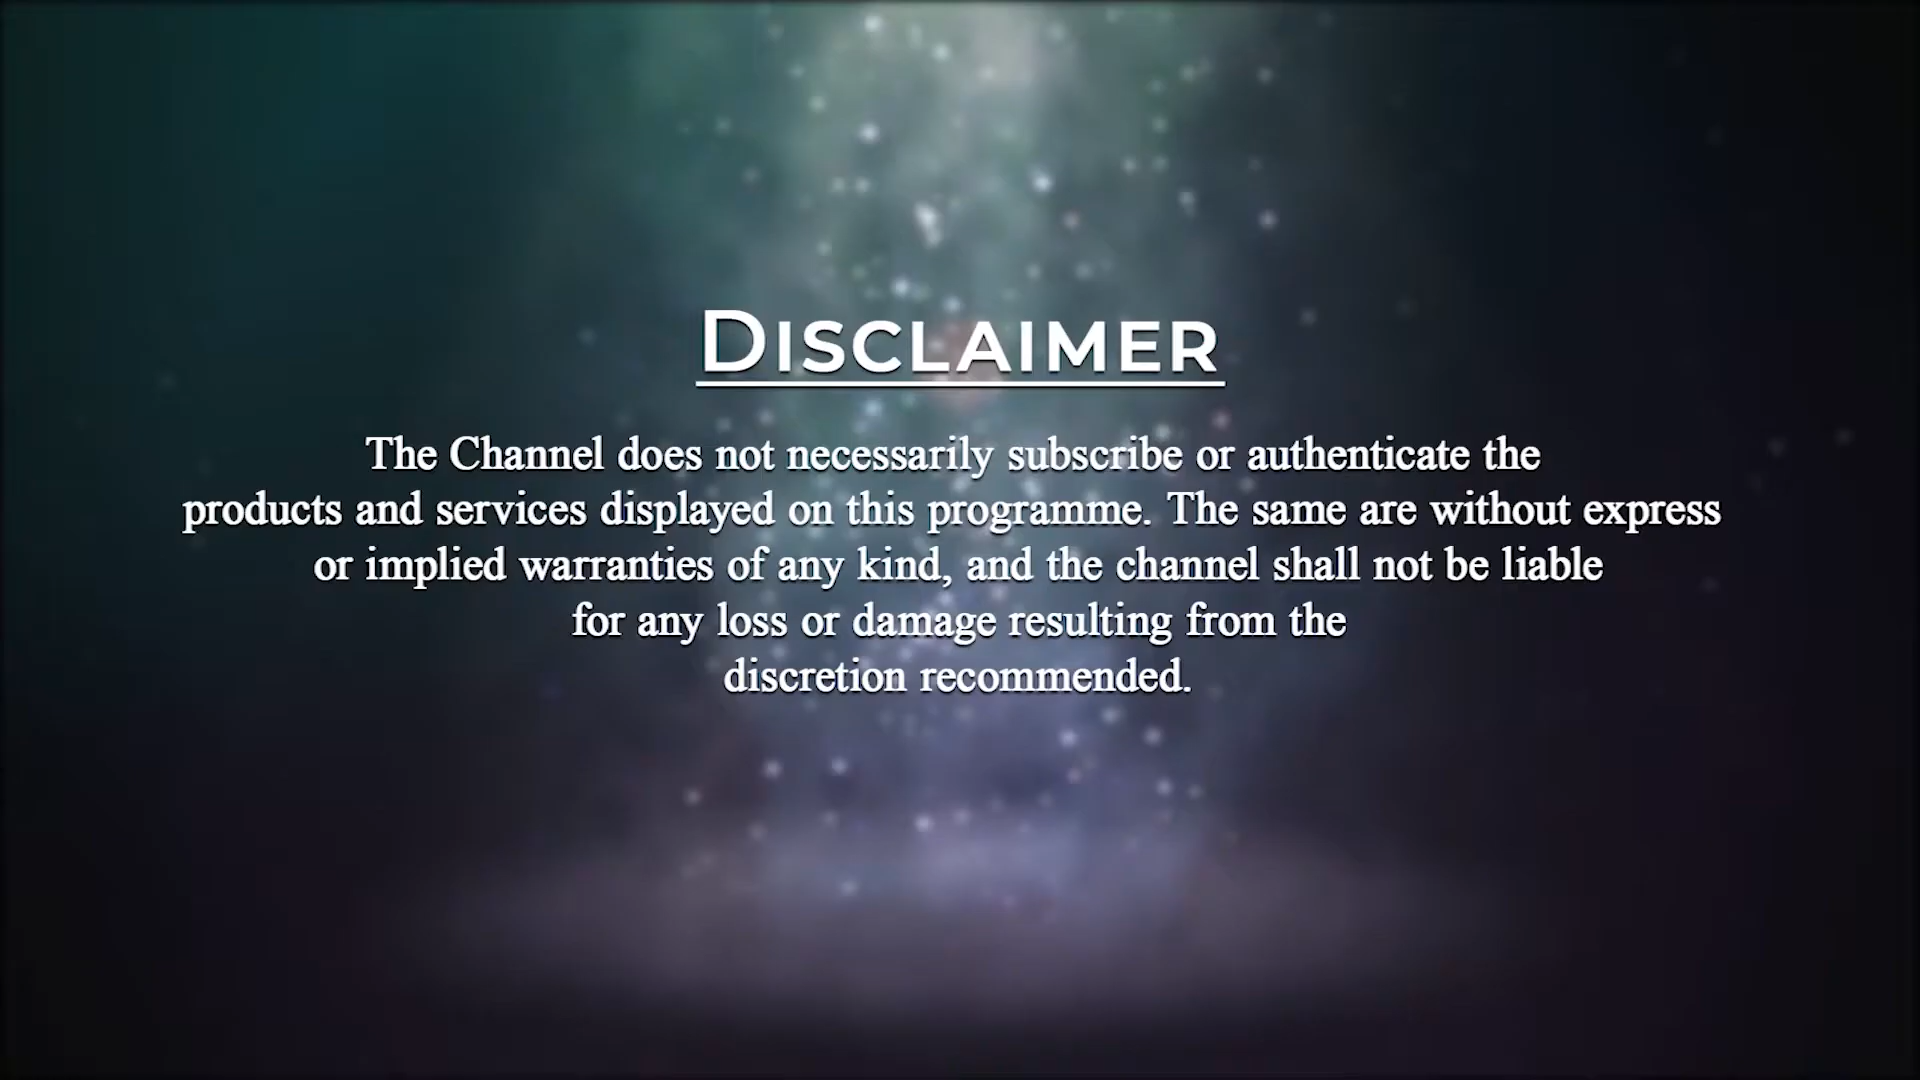 DISCLAIMER
The Channel does not necessarily subscribe or authenticate the
products and services displayed on this programme. The same are without express
or implied warranties of any kind, and the channel shall not be liable
for any loss or damage resulting from the
discretion recommended.